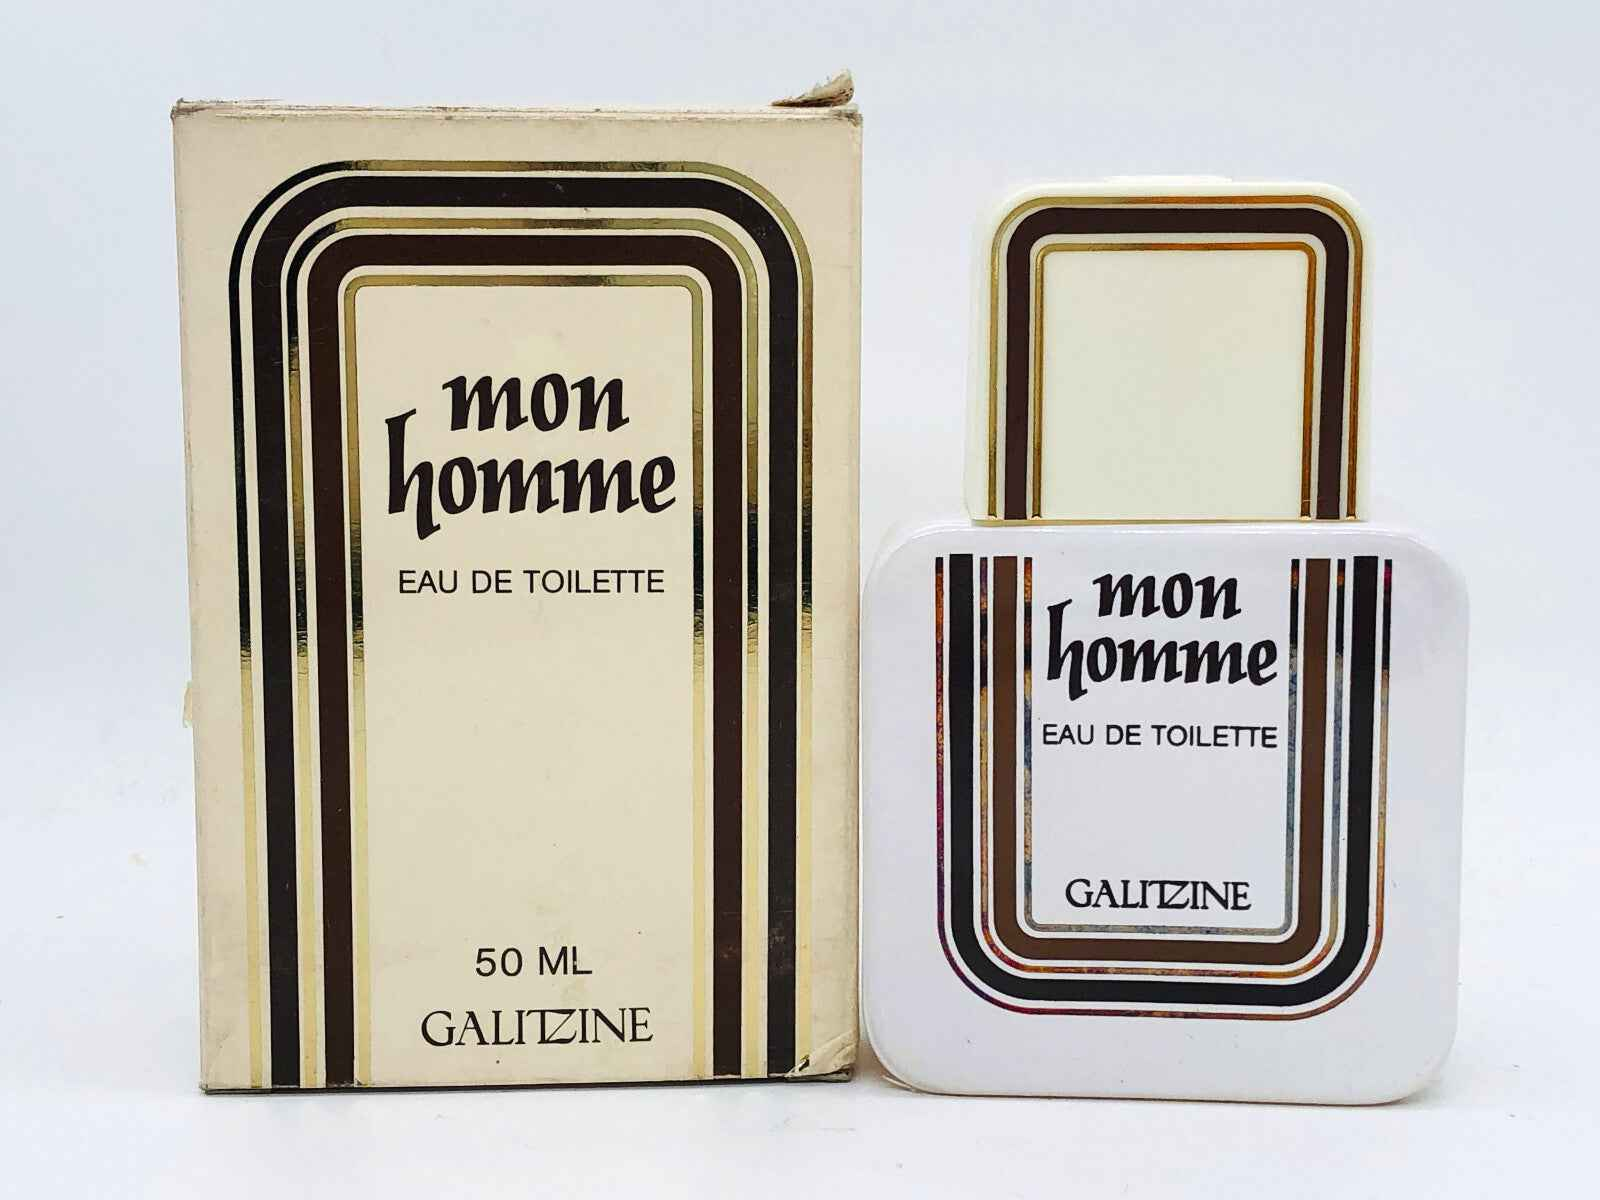 mon
homme
EAU DE TOILETTE
50 ML
GALITZINE
mon
homme
EAU DE TOILETTE
GALITZINE